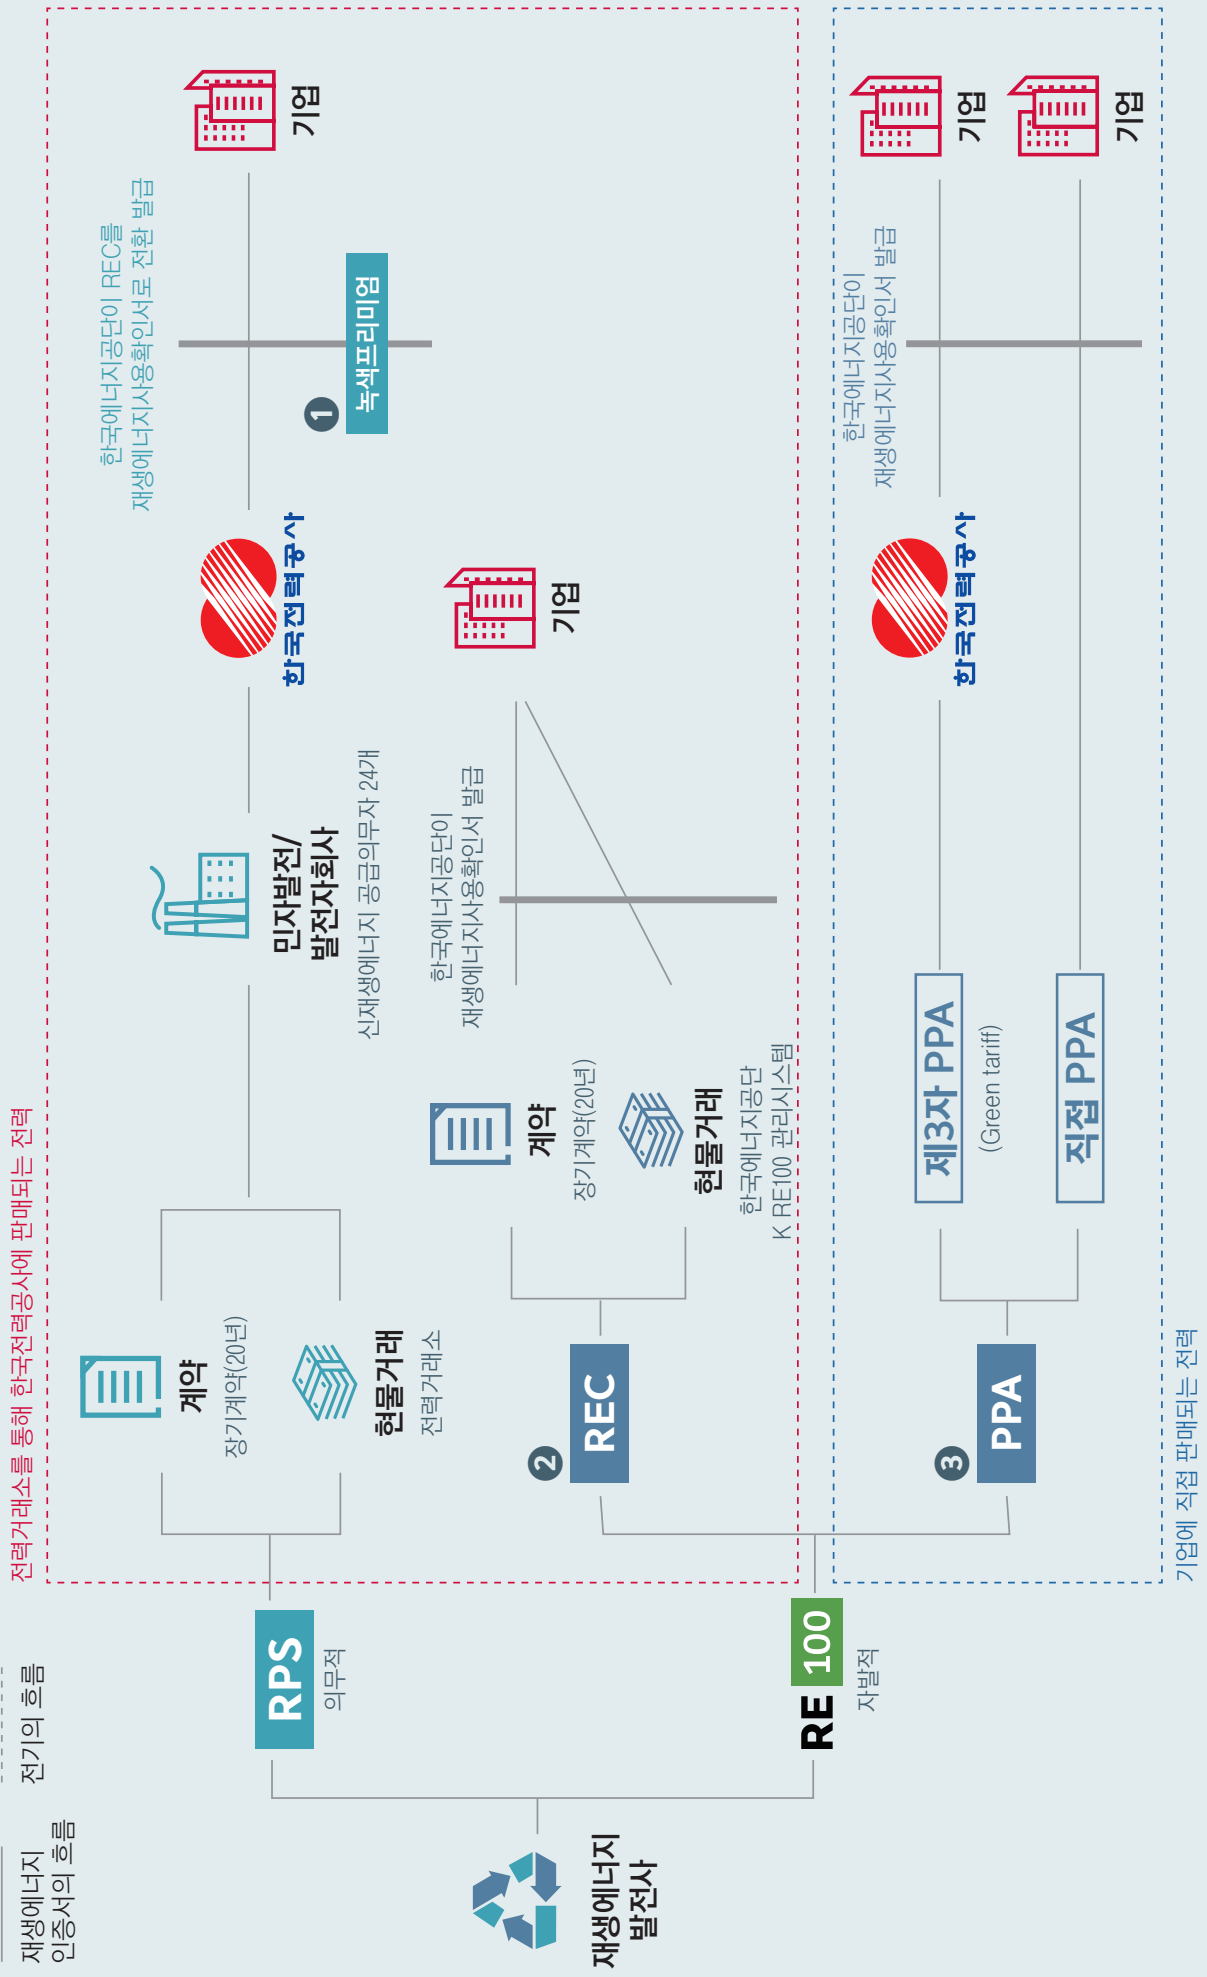 재생에너지
인증서의 흐름
전기의 흐름
전력거래소를 통해 한국전력공사에 판매되는 전력
재생에너지
발전사
RPS
의무적
RE 100
자발적
계약
장기계약(20년)
현물거래
전력거래소
민자발전/
발전자회사
신재생에너지 공급의무자 24개
한국전력공사
한국에너지공단이 REC를
재생에너지사용확인서로 전환 발급
1
녹색프리미엄
기업
2
REC
계약
장기계약(20년)
현물거래
한국에너지공단
K RE100 관리시스템
한국에너지공단이
재생에너지사용확인서 발급
기업
3
PPA
제3자 PPA
(Green tariff)
직접 PPA
한국전력공사
한국에너지공단이
재생에너지사용확인서 발급
기업
기업
기업에 직접 판매되는 전력